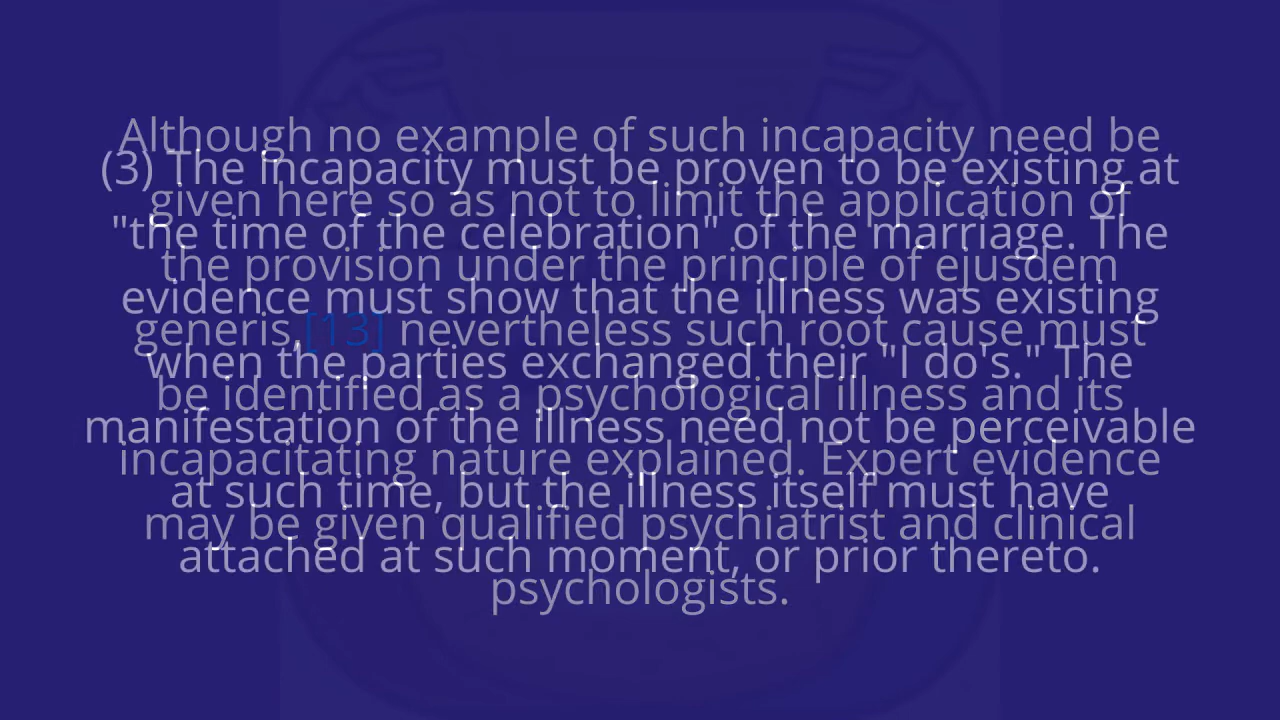 Although no example of such incapacity need be
(3) The incapacity must be proven to be existing at
given here so as not to limit the application of
"the time of the celebration" of the marriage. The
the provision under the principle of ejusdem
evidence must show that the illness was existing
generis,[13] nevertheless such root cause must
when the parties exchanged their "I do's." The
be identified as a psychological illness and its
manifestation of the illness need not be perceivable
incapacitating nature explained. Expert evidence
at such time, but the illness itself must have
may be given qualified psychiatrist and clinical
attached at such moment, or prior thereto.
psychologists.